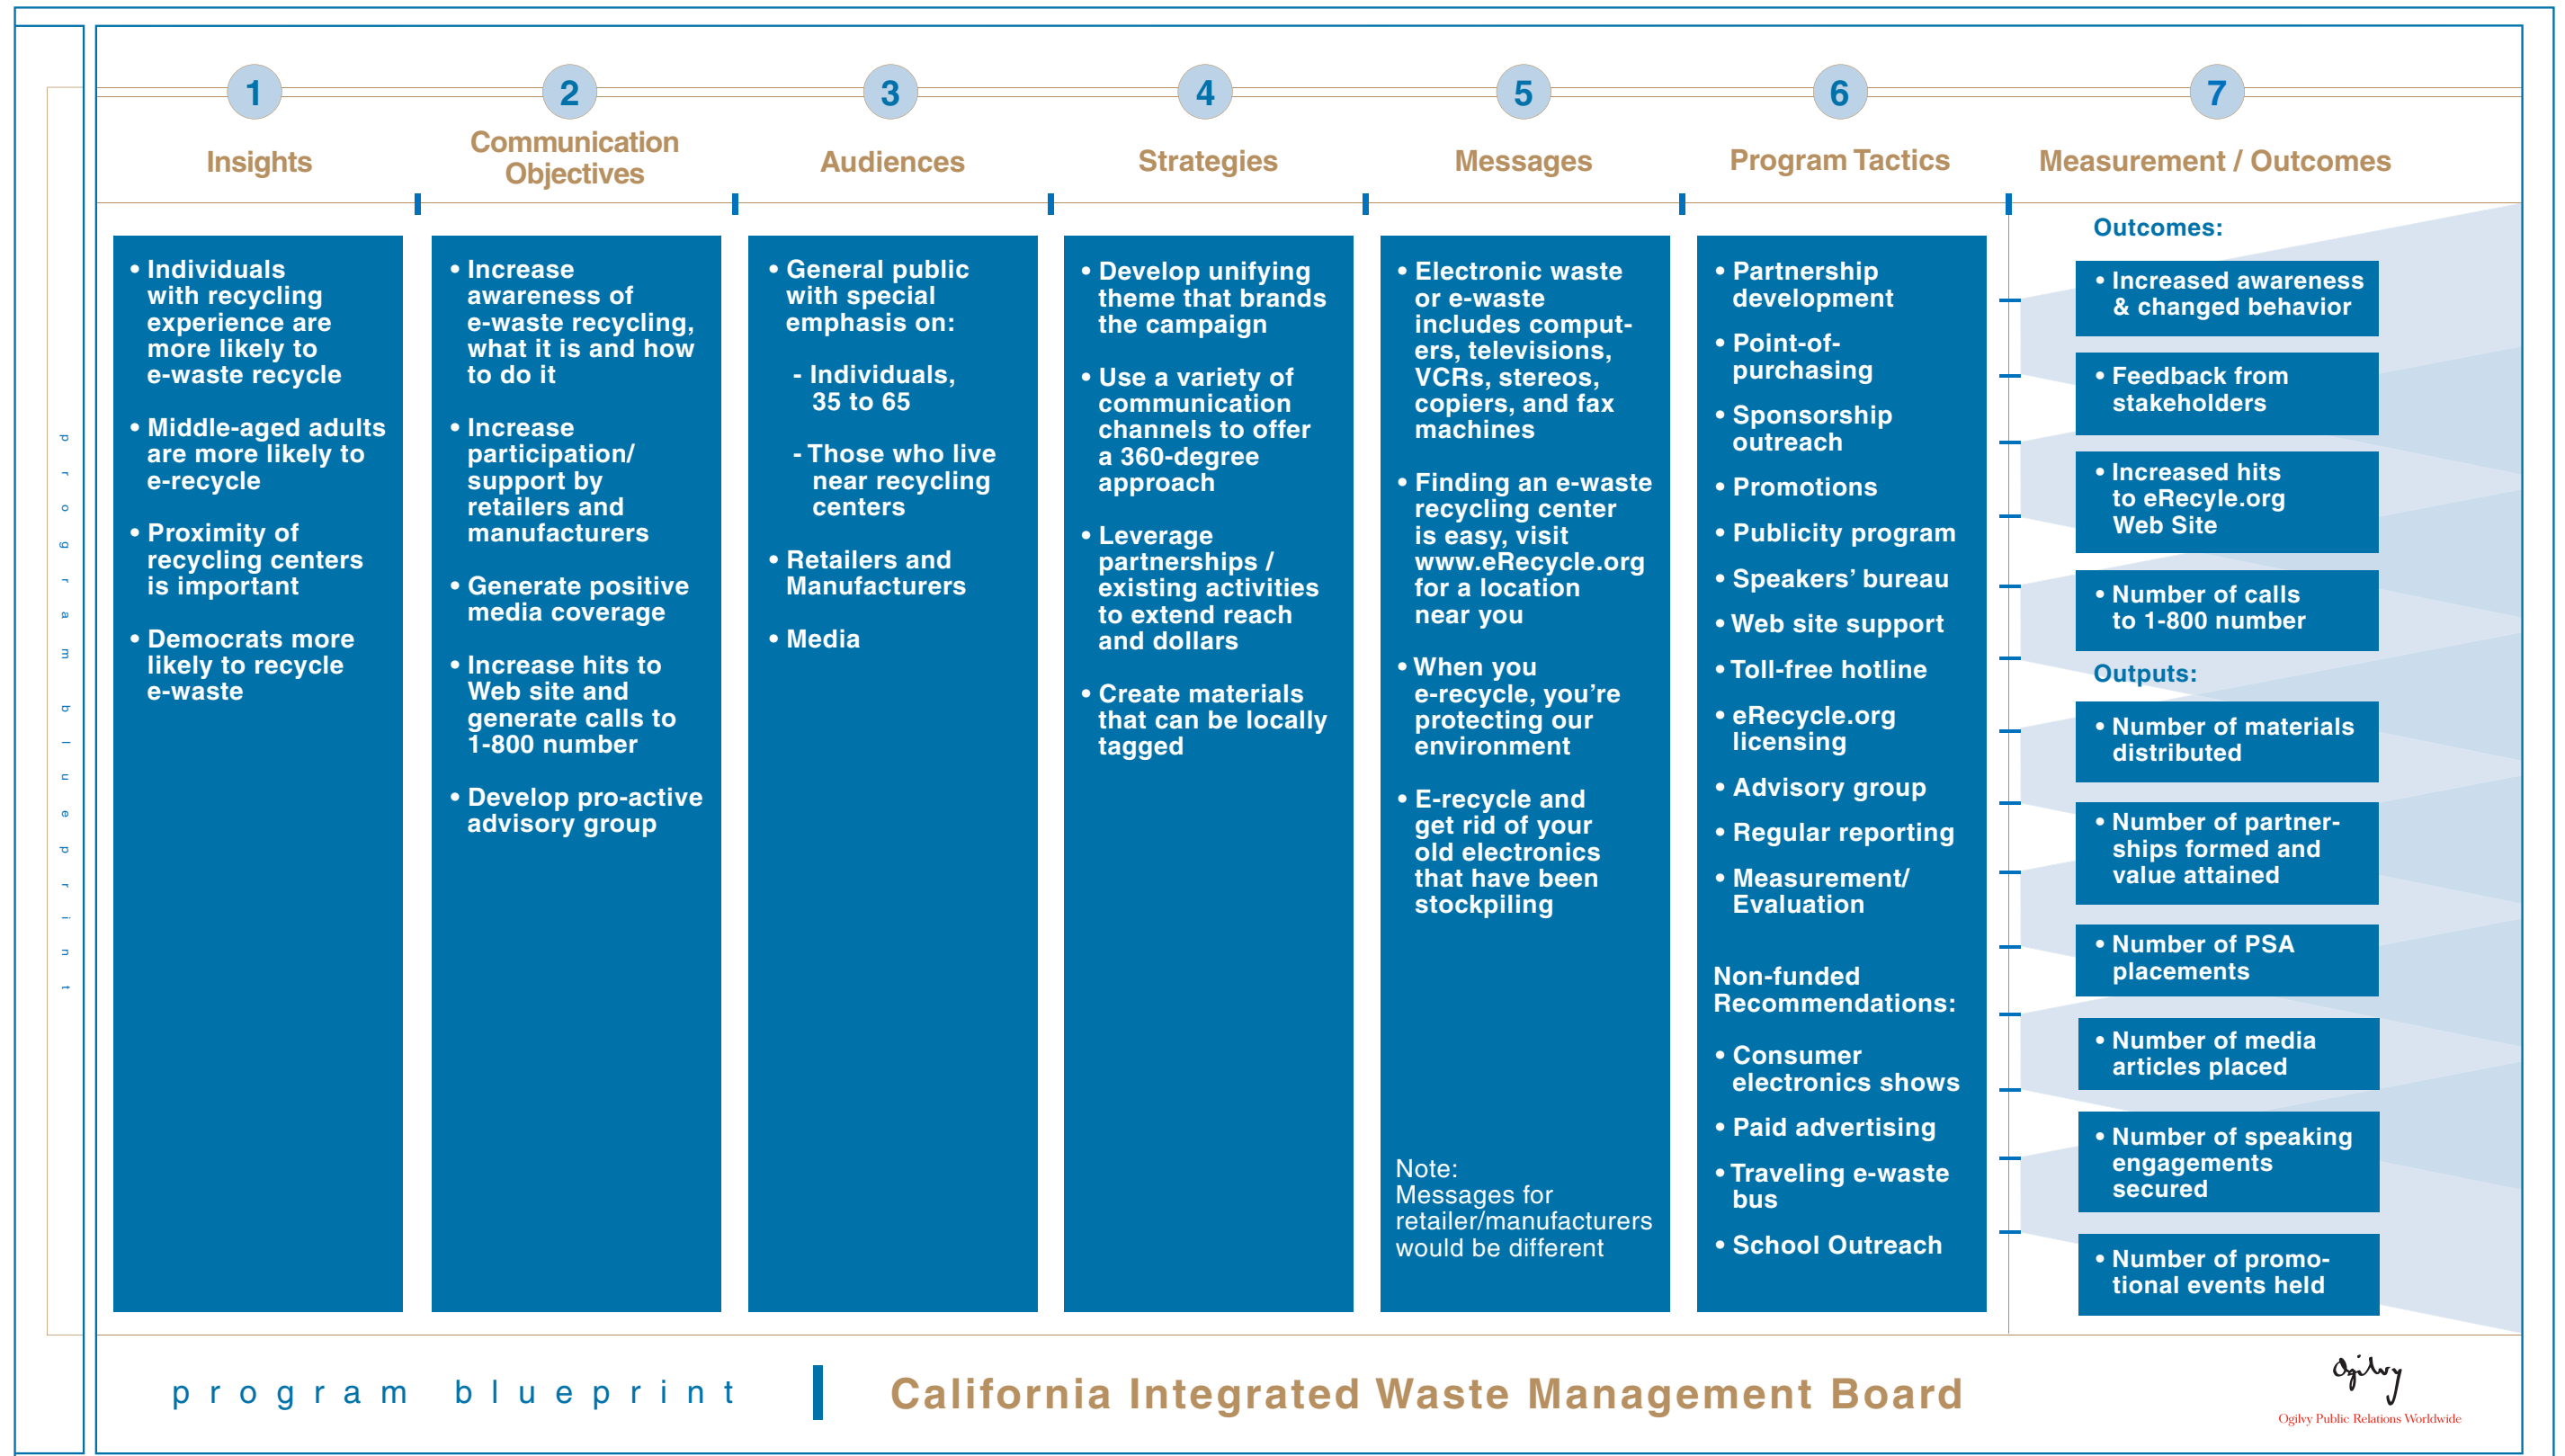 program blueprint
1
Insights
• Individuals
with recycling
experience are
more likely to
e-waste recycle
• Middle-aged adults
are more likely to
e-recycle
• Proximity of
recycling centers
is important
• Democrats more
likely to recycle
e-waste
2
Communication
Objectives
• Increase
awareness of
e-waste recycling,
what it is and how
to do it
• Increase
participation/
support by
retailers and
manufacturers
• Generate positive
media coverage
• Increase hits to
Web site and
generate calls to
1-800 number
• Develop pro-active
advisory group
3
Audiences
• General public
with special
emphasis on:
- Individuals,
35 to 65
- Those who live
near recycling
centers
• Retailers and
Manufacturers
• Media
4
Strategies
• Develop unifying
theme that brands
the campaign
• Use a variety of
communication
channels to offer
a 360-degree
approach
• Leverage
partnerships /
existing activities
to extend reach
and dollars
• Create materials
that can be locally
tagged
5
Messages
• Electronic waste
or e-waste
includes comput-
ers, televisions,
VCRs, stereos,
copiers, and fax
machines
• Finding an e-waste
recycling center
is easy, visit
www.eRecycle.org
for a location
near you
• When you
e-recycle, you're
protecting our
environment
• E-recycle and
get rid of your
old electronics
that have been
stockpiling
Note:
Messages for
retailer/manufacturers
would be different
6
Program Tactics
• Partnership
development
• Point-of-
purchasing
• Sponsorship
outreach
• Promotions
• Publicity program
• Speakers' bureau
• Web site support
• Toll-free hotline
• eRecycle.org
licensing
• Advisory group
• Regular reporting
• Measurement/
Evaluation
Non-funded
Recommendations:
• Consumer
electronics shows
• Paid advertising
• Traveling e-waste
bus
• School Outreach
7
Measurement / Outcomes
Outcomes:
• Increased awareness
& changed behavior
• Feedback from
stakeholders
• Increased hits
to eRecyle.org
Web Site
• Number of calls
to 1-800 number
Outputs:
• Number of materials
distributed
• Number of partner-
ships formed and
value attained
• Number of PSA
placements
• Number of media
articles placed
• Number of speaking
engagements
secured
• Number of promo-
tional events held
program blueprint
California Integrated Waste Management Board
Ogilvy
Ogilvy Public Relations Worldwide